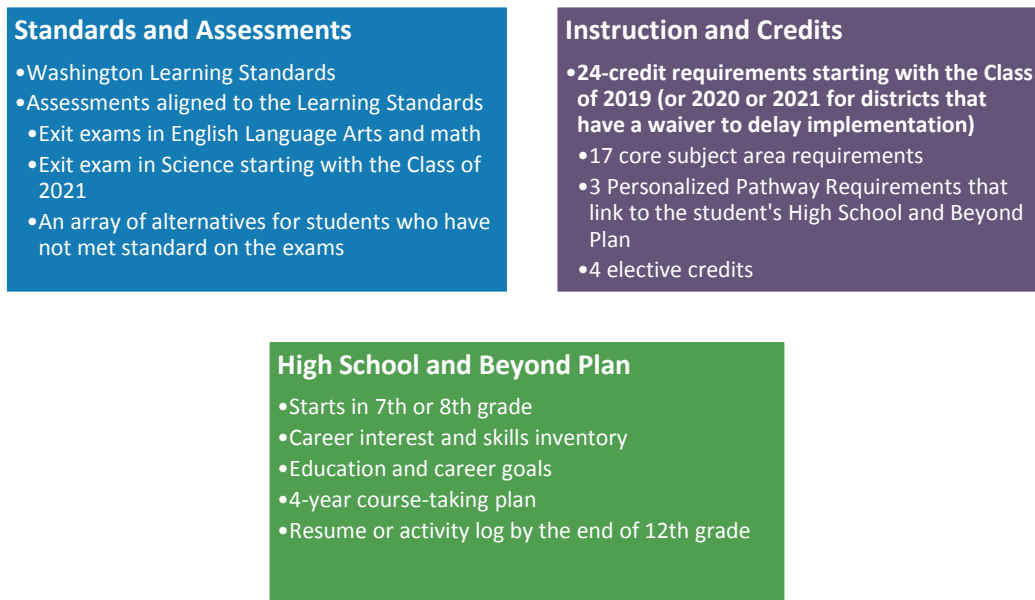 Standards and Assessments
•Washington Learning Standards
•Assessments aligned to the Learning Standards
•Exit exams in English Language Arts and math
•Exit exam in Science starting with the Class of
2021
•An array of alternatives for students who have
not met standard on the exams
Instruction and Credits
•24-credit requirements starting with the Class
of 2019 (or 2020 or 2021 for districts that
have a waiver to delay implementation)
•17 core subject area requirements
•3 Personalized Pathway Requirements that
link to the student's High School and Beyond
Plan
•4 elective credits
High School and Beyond Plan
•Starts in 7th or 8th grade
•Career interest and skills inventory
•Education and career goals
•4-year course-taking plan
•Resume or activity log by the end of 12th grade